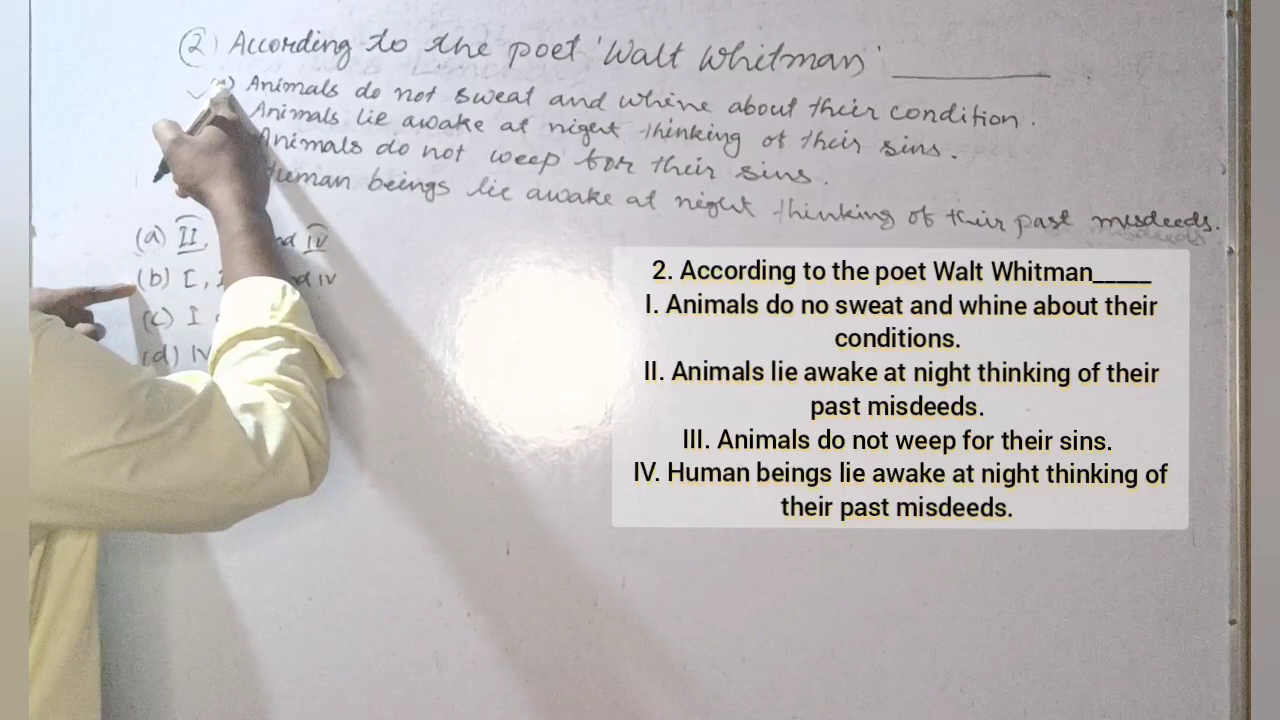 (2) According to the poet 'Walt Whitman' ________
Animals do not sweat and whine about their condition.
Animals lie awake at night thinking of their sins.
Animals do not weep for their sins.
Human beings lie awake at night thinking of their past misdeeds.
(a) II, and IV
(b) I, and IV
(c) I
(d) IV
2. According to the poet Walt Whitman_____
I. Animals do no sweat and whine about their
conditions.
II. Animals lie awake at night thinking of their
past misdeeds.
III. Animals do not weep for their sins.
IV. Human beings lie awake at night thinking of
their past misdeeds.